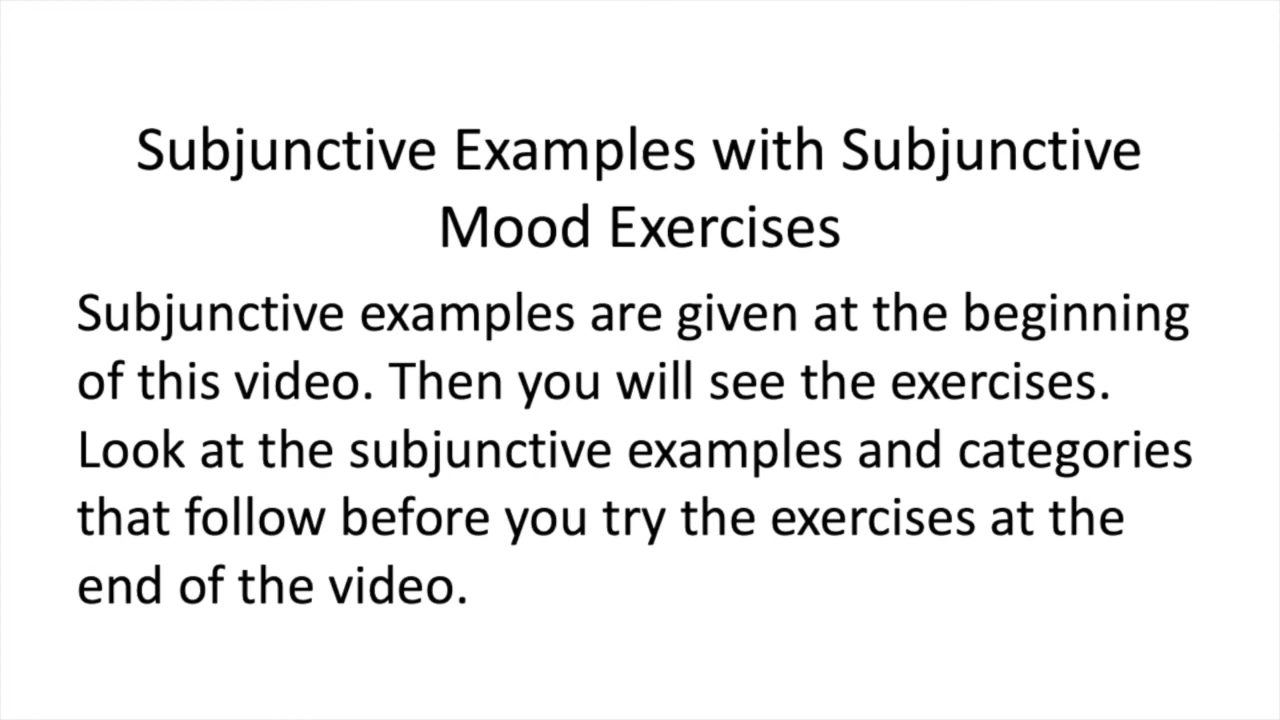 Subjunctive Examples with Subjunctive
Mood Exercises
Subjunctive examples are given at the beginning
of this video. Then you will see the exercises.
Look at the subjunctive examples and categories
that follow before you try the exercises at the
end of the video.